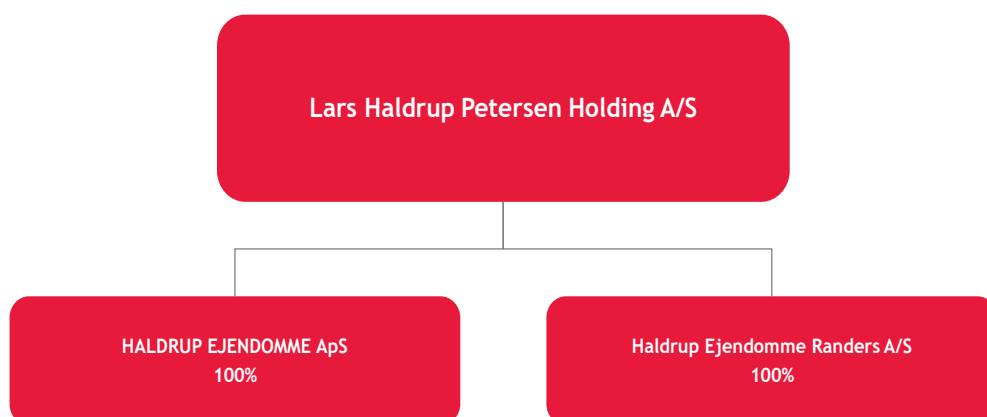 Lars Haldrup Petersen Holding A/S
HALDRUP EJENDOMME ApS
100%
Haldrup Ejendomme Randers A/S
100%